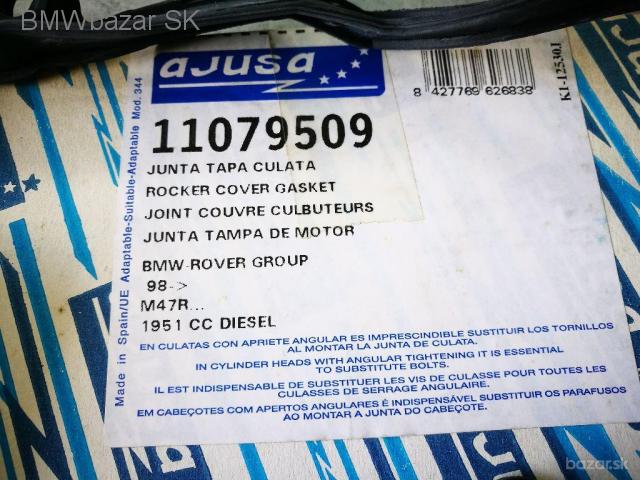 BMWbazar SK
ajusa
8 427769 626838
K1-12530J
11079509
JUNTA TAPA CULATA
ROCKER COVER GASKET
JOINT COUVRE CULBUTEURS
JUNTA TAMPA DE MOTOR
BMW-ROVER GROUP
98->
M47R...
1951 CC DIESEL
Made in Spain/UE Adaptable-Suitable-Adaptable Mod. 344
EN CULATAS CON APRIETE ANGULAR ES IMPRESCINDIBLE SUSTITUIR LOS TORNILLOS
AL MONTAR LA JUNTA DE CULATA.
IN CYLINDER HEADS WITH ANGULAR TIGHTENING IT IS ESSENTIAL
TO SUBSTITUTE BOLTS.
IL EST INDISPENSABLE DE SUBSTITUER LES VIS DE CULASSE POUR TOUTES LES
CULASSES DE SERRAGE ANGULAIRE.
EM CABEÇOTES COM APERTOS ANGULARES É INDISPENSÁVEL SUBSTITUIR OS PARAFUSOS
AO MONTAR A JUNTA DO CABEÇOTE.
bazar.sk